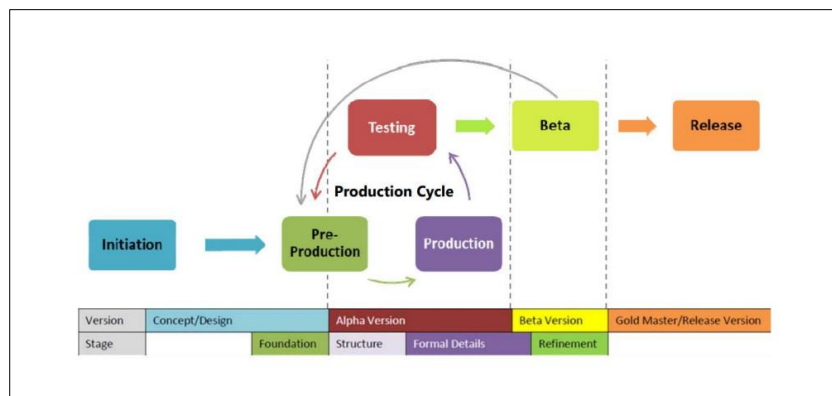 Testing
Beta
Release
Production Cycle
Initiation
Pre-
Production
Production
Version Concept/Design Alpha Version Beta Version Gold Master/Release Version
Stage Foundation Structure Formal Details Refinement